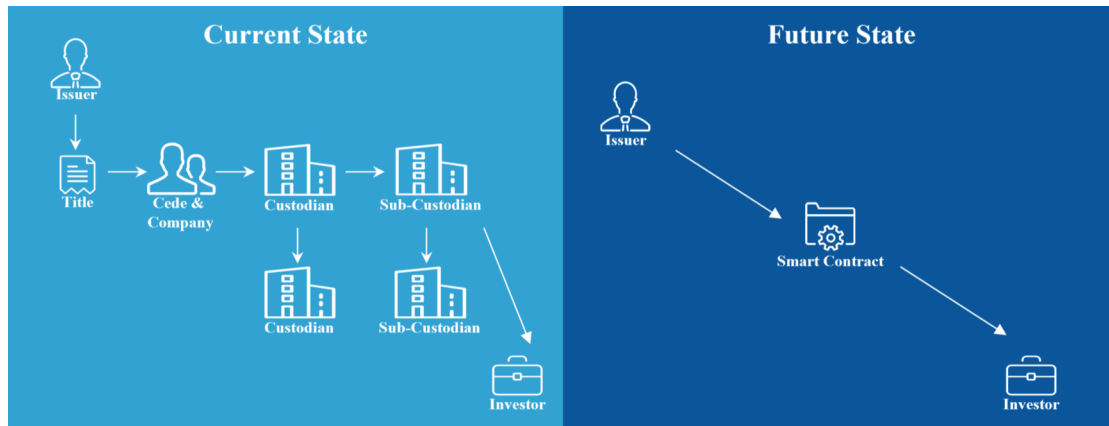 Current State
Issuer
Title
Cede &
Company
Custodian
Sub-Custodian
Custodian
Sub-Custodian
Investor
Future State
Issuer
Smart Contract
Investor